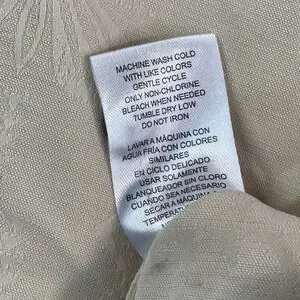 MACHINE WASH COLD
WITH LIKE COLORS
GENTLE CYCLE
ONLY NON-CHLORINE
BLEACH WHEN NEEDED
TUMBLE DRY LOW
DO NOT IRON
LAVAR A MÁQUINA CON
AGUA FRÍA CON COLORES
SIMILARES
EN CICLO DELICADO
USAR SOLAMENTE
BLANQUEADOR SIN CLORO
CUANDO SEA NECESARIO
SECAR A MÁQUINA